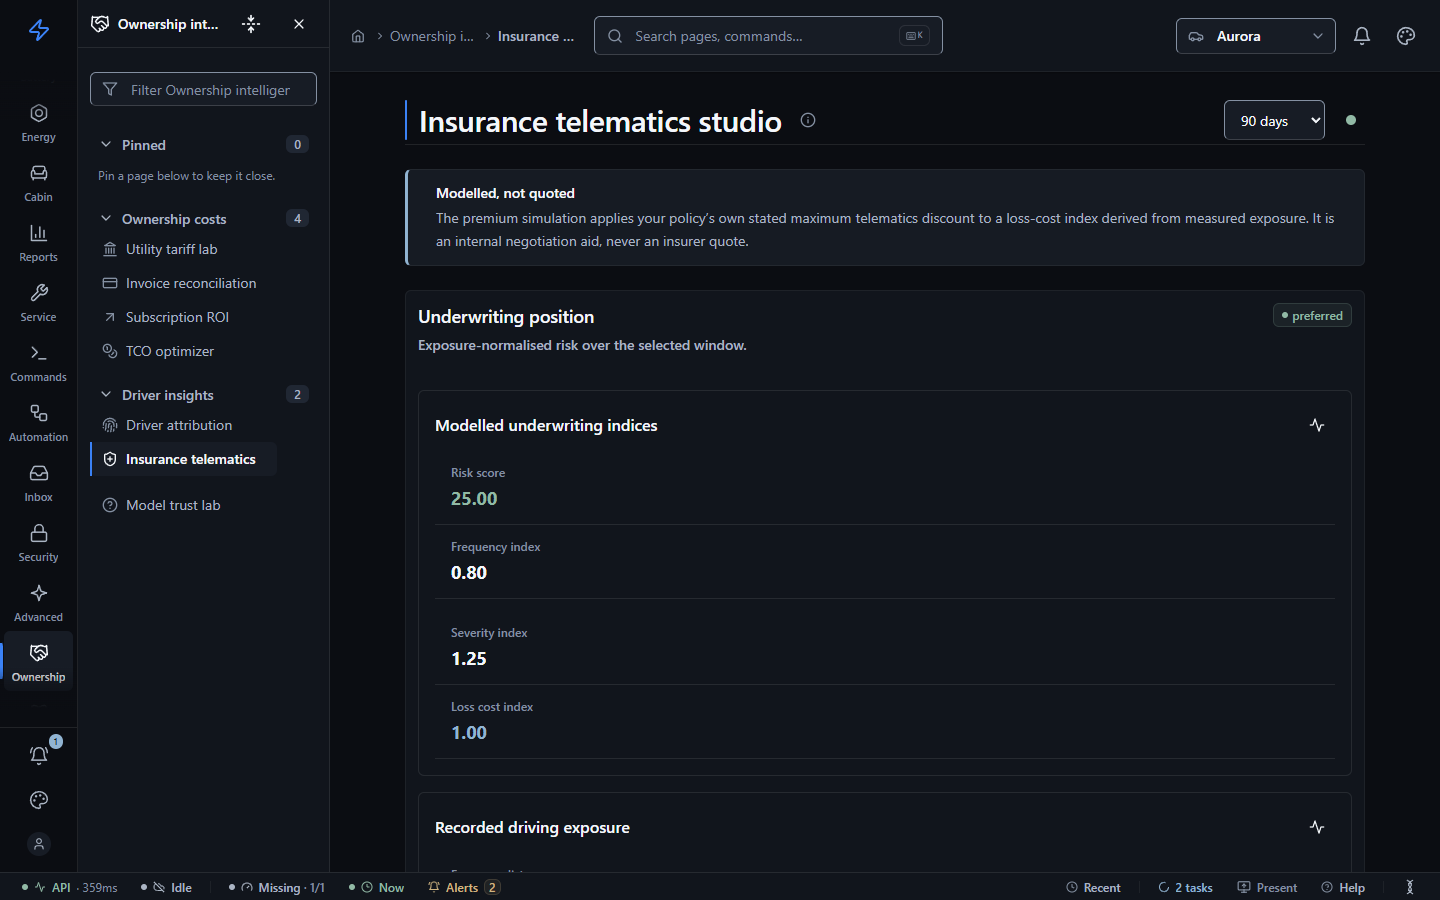 Ownership int...
Ownership i...
Insurance ...
Search pages, commands...
K
Aurora
Energy
Cabin
Reports
Service
Commands
Automation
Inbox
Security
Advanced
Ownership
1
Filter Ownership intelliger
Pinned
0
Pin a page below to keep it close.
Ownership costs
4
Utility tariff lab
Invoice reconciliation
Subscription ROI
TCO optimizer
Driver insights
2
Driver attribution
Insurance telematics
Model trust lab
Insurance telematics studio
90 days
Modelled, not quoted
The premium simulation applies your policy's own stated maximum telematics discount to a loss-cost index derived from measured exposure. It is
an internal negotiation aid, never an insurer quote.
Underwriting position
preferred
Exposure-normalised risk over the selected window.
Modelled underwriting indices
Risk score
25.00
Frequency index
0.80
Severity index
1.25
Loss cost index
1.00
Recorded driving exposure
API · 359ms
Idle
Missing · 1/1
Now
Alerts 2
Recent
2 tasks
Present
Help